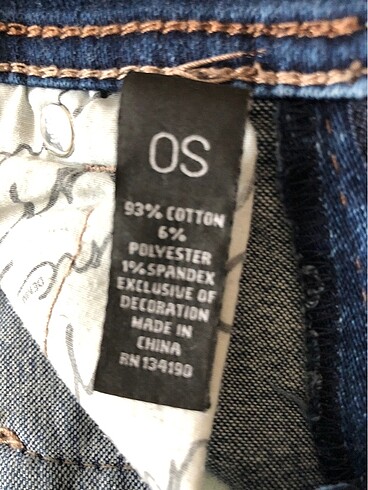 OS
93% COTTON
6%
POLYESTER
1% SPANDEX
EXCLUSIVE OF
DECORATION
MADE IN
CHINA
RN 134190